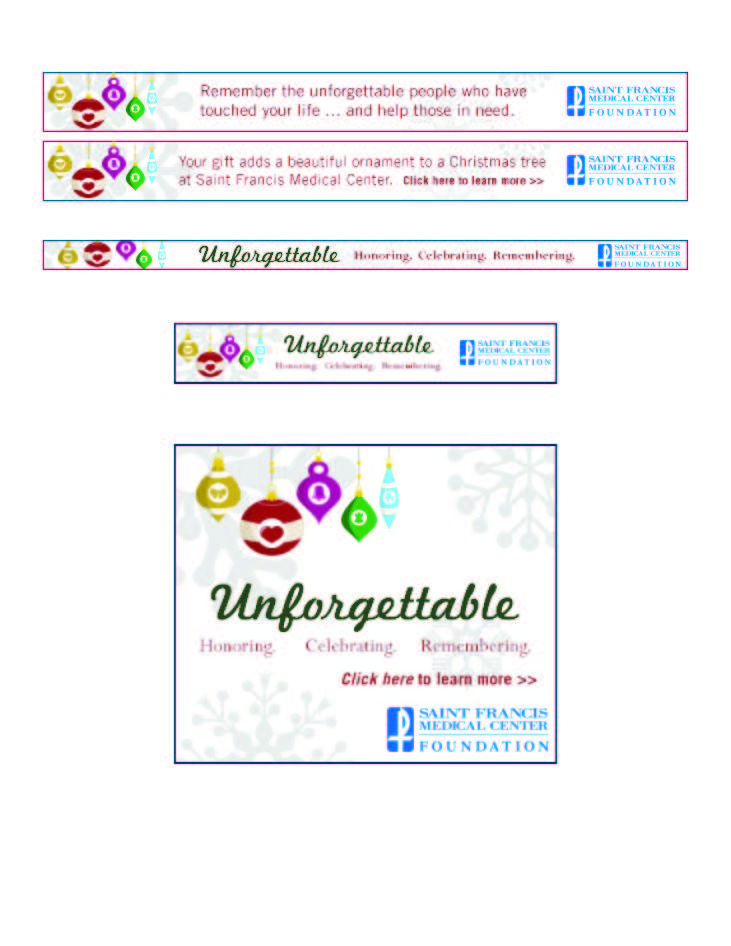 Remember the unforgettable people who have
touched your life ... and help those in need.
SAINT FRANCIS
MEDICAL CENTER
FOUNDATION
Your gift adds a beautiful ornament to a Christmas tree
at Saint Francis Medical Center. Click here to learn more >>
SAINT FRANCIS
MEDICAL CENTER
FOUNDATION
Unforgettable Honoring. Celebrating. Remembering.
SAINT FRANCIS
MEDICAL CENTER
FOUNDATION
Unforgettable
Honoring. Celebrating. Remembering.
SAINT FRANCIS
MEDICAL CENTER
FOUNDATION
Unforgettable
Honoring. Celebrating. Remembering.
Click here to learn more >>
SAINT FRANCIS
MEDICAL CENTER
FOUNDATION